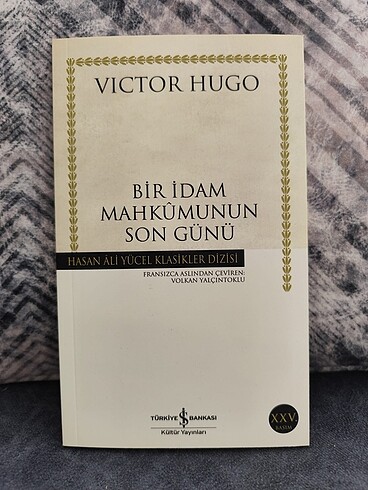 VICTOR HUGO
BİR İDAM
MAHKÛMUNUN
SON GÜNÜ
HASAN ÂLİ YÜCEL KLASİKLER DİZİSİ
FRANSIZCA ASLINDAN ÇEVİREN:
VOLKAN YALÇINTOKLU
TÜRKİYE İŞ BANKASI
Kültür Yayınları
XXV.
BASIM